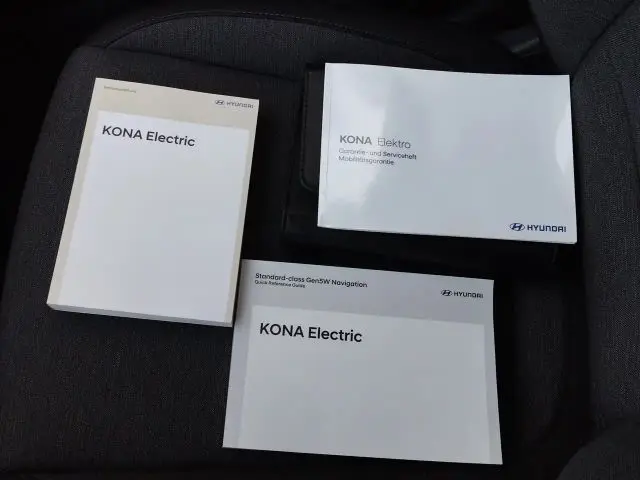 HYUNDAI
KONA Electric
KONA Elektro
Garantie- und Serviceheft
Mobilitätsgarantie
HYUNDAI
Standard-class Gen5W Navigation
Quick Reference Guide
HYUNDAI
KONA Electric